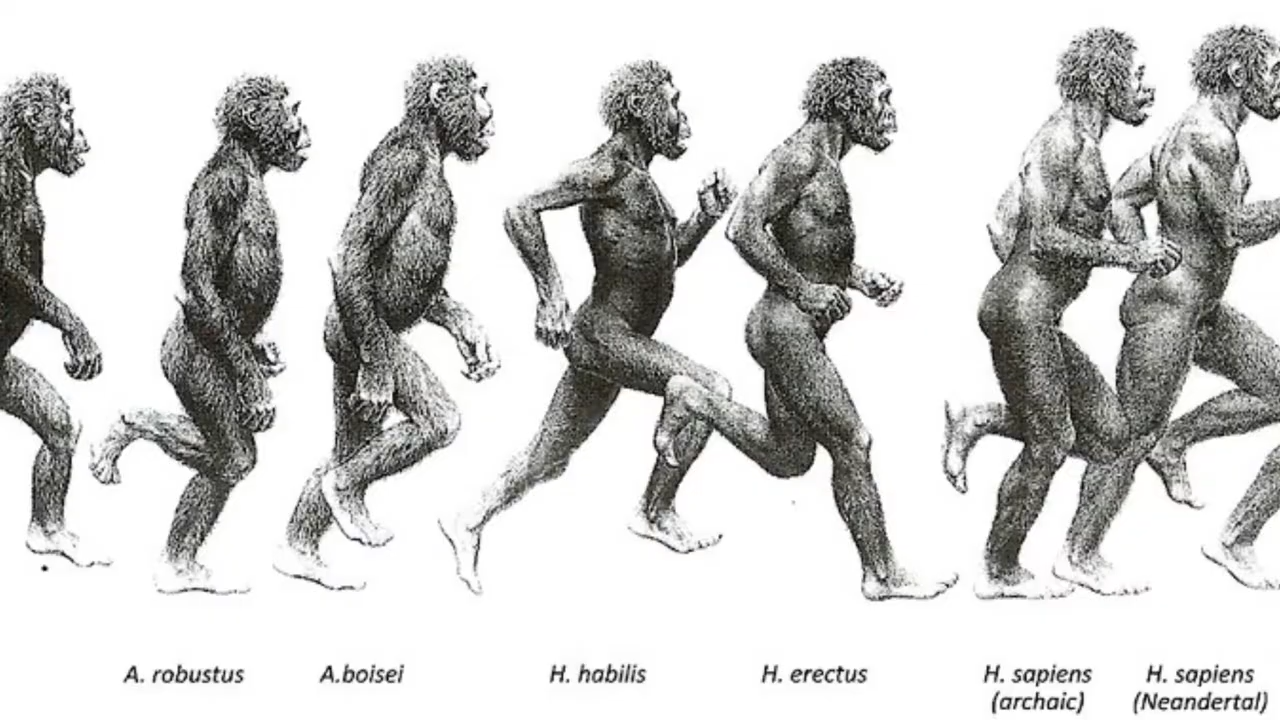 A. robustus
A.boisei
H. habilis
H. erectus
H. sapiens
(archaic)
H. sapiens
(Neandertal)